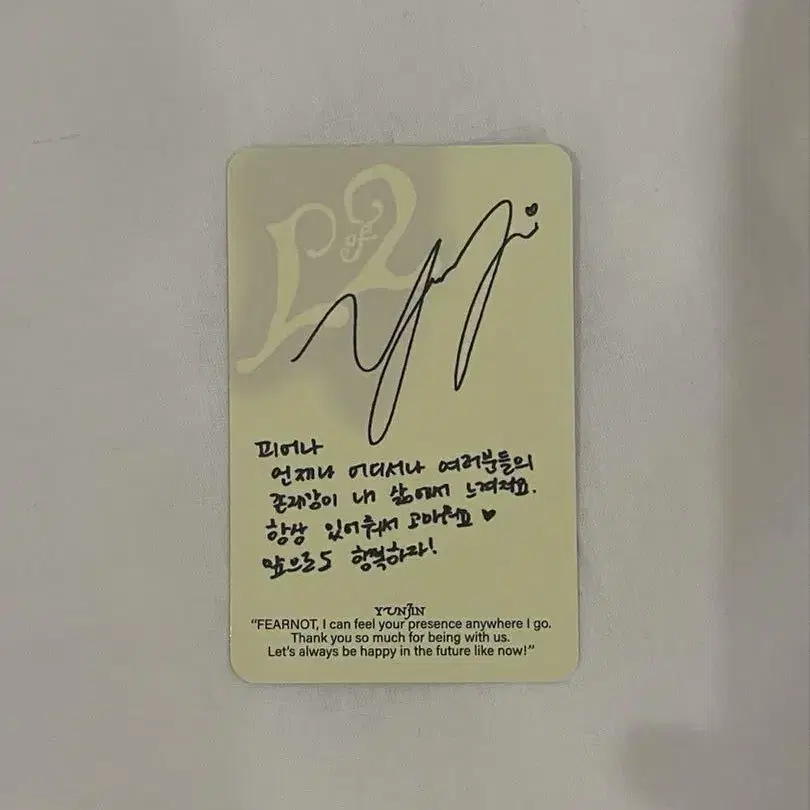 L of 2
Yunji
피어나
언제나 어디서나 여러분들의
존재감이 내 삶에서 느껴져요.
항상 있어줘서 고마워요 ♥
앞으로도 행복하자!
YUNJIN
“FEARNOT, I can feel your presence anywhere I go.
Thank you so much for being with us.
Let's always be happy in the future like now!”